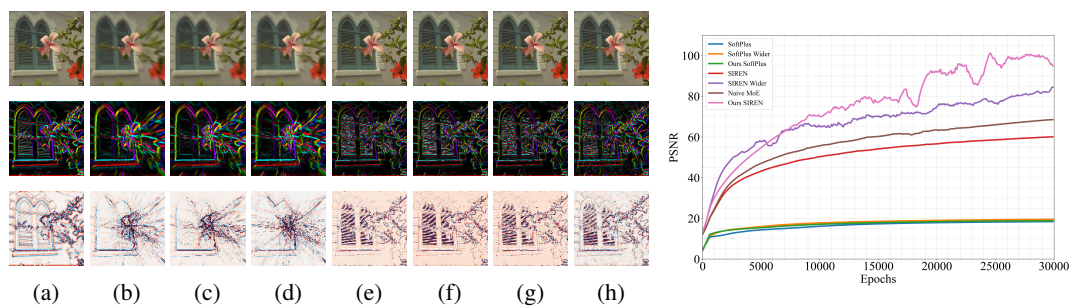 (a) (b) (c) (d) (e) (f) (g) (h)
PSNR
100
80
60
40
20
0
SoftPlus
SoftPlus Wider
Ours SoftPlus
SIREN
SIREN Wider
Naive MoE
Ours SIREN
0 5000 10000 15000 20000 25000 30000
Epochs